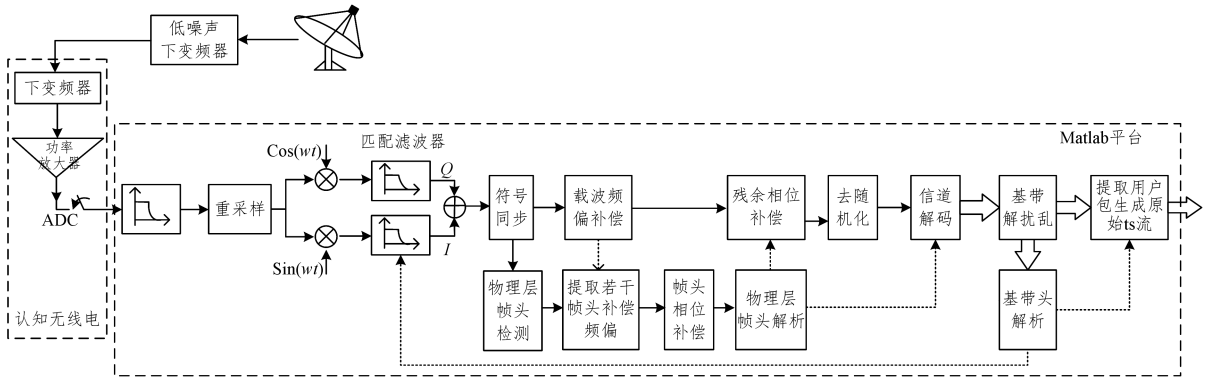 低噪声
下变频器
下变频器
功率
放大器
ADC
认知无线电
Matlab平台
重采样
Cos(wt)
Sin(wt)
匹配滤波器
Q
I
符号
同步
载波频
偏补偿
残余相位
补偿
去随
机化
信道
解码
基带
解扰乱
提取用户
包生成原
始ts流
物理层
帧头
检测
提取若干
帧头补偿
频偏
帧头
相位
补偿
物理层
帧头解析
基带头
解析